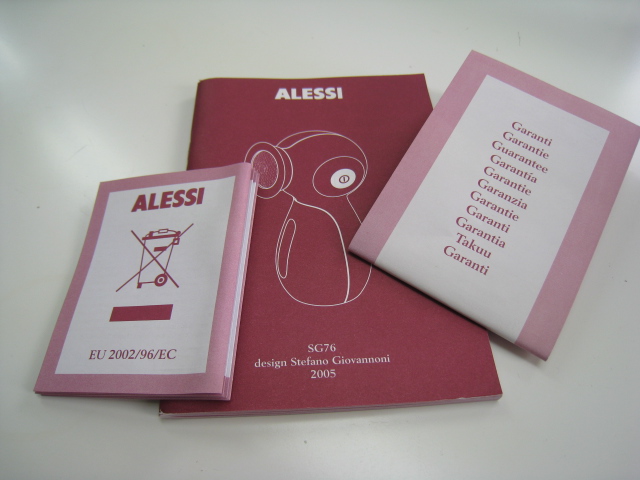 ALESSI
EU 2002/96/EC
ALESSI
SG76
design Stefano Giovannoni
2005
Garanti
Garantie
Guarantee
Garantia
Garantie
Garanzia
Garantie
Garanti
Garantia
Takuu
Garanti